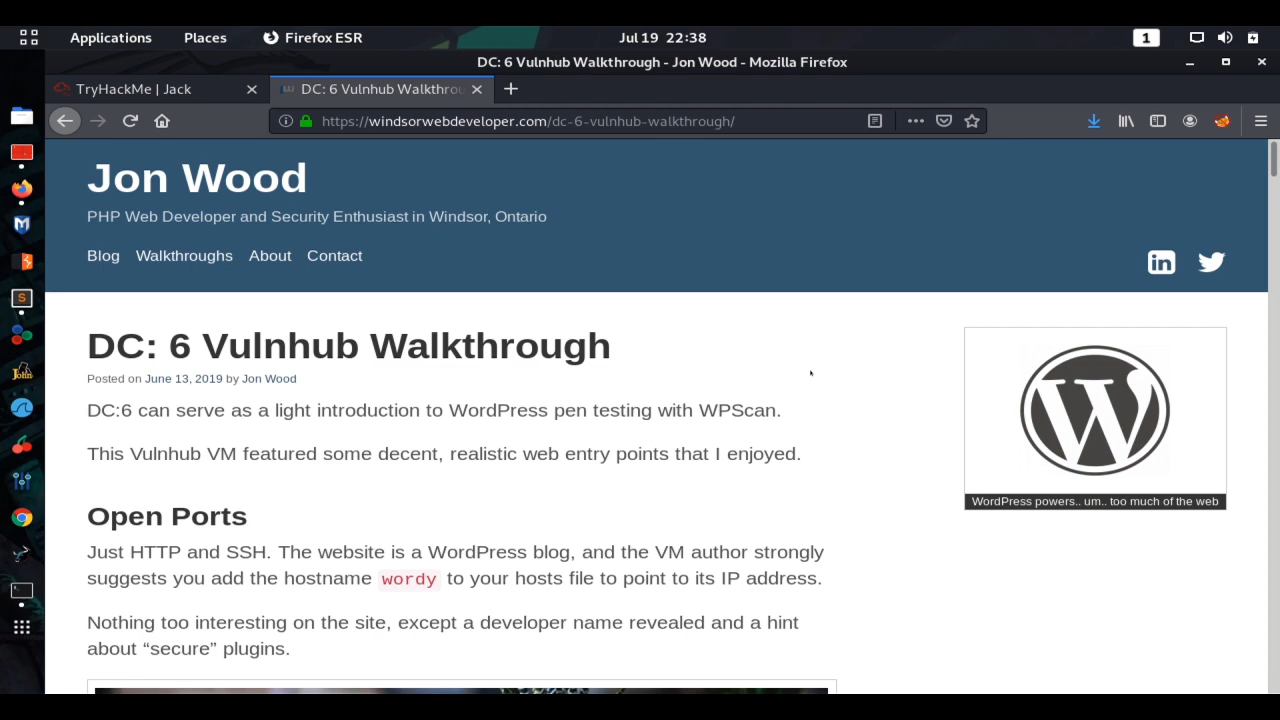 Applications Places Firefox ESR Jul 19 22:38 1
DC: 6 Vulnhub Walkthrough - Jon Wood - Mozilla Firefox
TryHackMe | Jack DC: 6 Vulnhub Walkthrou
https://windsorwebdeveloper.com/dc-6-vulnhub-walkthrough/
Jon Wood
PHP Web Developer and Security Enthusiast in Windsor, Ontario
Blog Walkthroughs About Contact
DC: 6 Vulnhub Walkthrough
Posted on June 13, 2019 by Jon Wood
DC:6 can serve as a light introduction to WordPress pen testing with WPScan.
This Vulnhub VM featured some decent, realistic web entry points that I enjoyed.
WordPress powers.. um.. too much of the web
Open Ports
Just HTTP and SSH. The website is a WordPress blog, and the VM author strongly
suggests you add the hostname wordy to your hosts file to point to its IP address.
Nothing too interesting on the site, except a developer name revealed and a hint
about “secure” plugins.